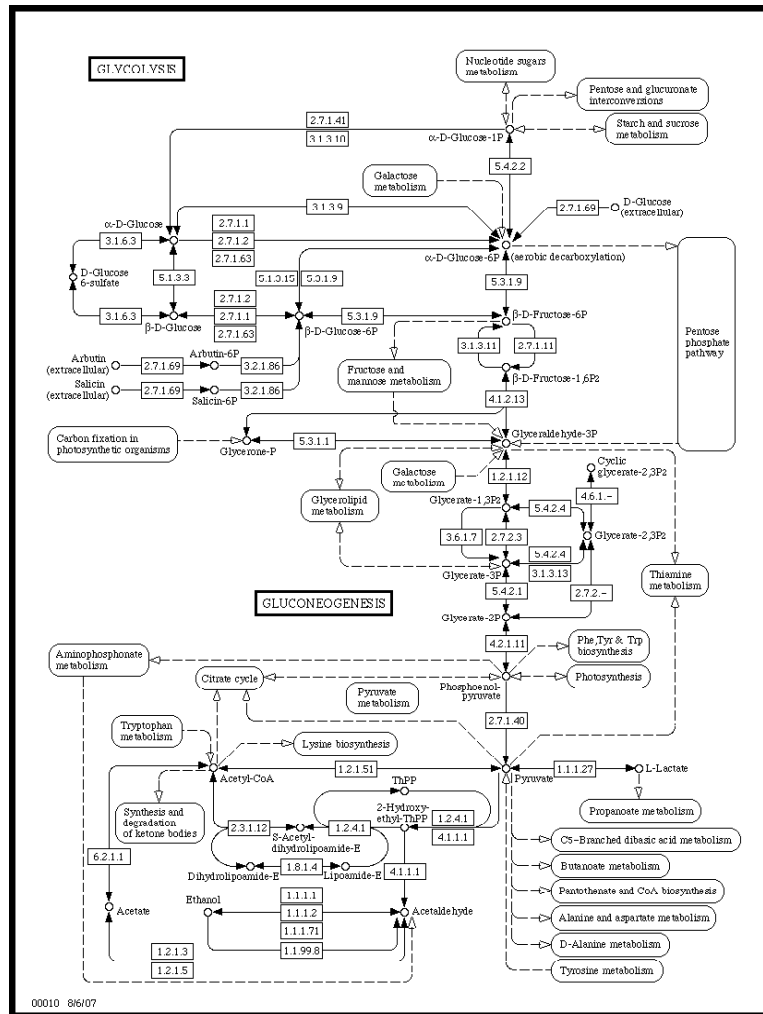 GLYCOLYSIS
Nucleotide sugars
metabolism
Pentose and glucuronate
interconversions
Starch and sucrose
metabolism
2.7.1.41
3.1.3.10
α-D-Glucose-1P
5.4.2.2
Galactose
metabolism
3.1.3.9
2.7.1.69
D-Glucose
(extracellular)
α-D-Glucose
2.7.1.1
2.7.1.2
2.7.1.63
3.1.6.3
α-D-Glucose-6P
(aerobic decarboxylation)
D-Glucose
6-sulfate
5.1.3.3
5.1.3.15
5.3.1.9
5.3.1.9
3.1.6.3
β-D-Glucose
2.7.1.2
2.7.1.1
2.7.1.63
β-D-Glucose-6P
5.3.1.9
β-D-Fructose-6P
Pentose
phosphate
pathway
3.1.3.11
2.7.1.11
Arbutin
(extracellular)
2.7.1.69
Arbutin-6P
3.2.1.86
Fructose and
mannose metabolism
β-D-Fructose-1,6P2
Salicin
(extracellular)
2.7.1.69
Salicin-6P
3.2.1.86
4.1.2.13
Glyceraldehyde-3P
Carbon fixation in
photosynthetic organisms
Glycerone-P
5.3.1.1
Galactose
metabolism
1.2.1.12
Cyclic
glycerate-2,3P2
4.6.1.-
Glycerolipid
metabolism
Glycerate-1,3P2
5.4.2.4
3.6.1.7
2.7.2.3
Glycerate-2,3P2
5.4.2.4
3.1.3.13
Glycerate-3P
Thiamine
metabolism
GLUCONEOGENESIS
5.4.2.1
2.7.2.-
Glycerate-2P
4.2.1.11
Aminophosphonate
metabolism
Phe,Tyr & Trp
biosynthesis
Citrate cycle
Photosynthesis
Phosphoenol-
pyruvate
Pyruvate
metabolism
2.7.1.40
Tryptophan
metabolism
Lysine biosynthesis
Acetyl-CoA
1.2.1.51
Pyruvate
1.1.1.27
L-Lactate
ThPP
Propanoate metabolism
Synthesis and
degradation
of ketone bodies
2-Hydroxy-
ethyl-ThPP
2.3.1.12
S-Acetyl-
dihydrolipoamide-E
1.2.4.1
1.2.4.1
4.1.1.1
C5-Branched dibasic acid metabolism
6.2.1.1
Dihydrolipoamide-E
1.8.1.4
Lipoamide-E
4.1.1.1
Butanoate metabolism
Pantothenate and CoA biosynthesis
Acetate
Ethanol
1.1.1.1
1.1.1.2
1.1.1.71
1.1.99.8
Acetaldehyde
Alanine and aspartate metabolism
D-Alanine metabolism
1.2.1.3
1.2.1.5
Tyrosine metabolism
00010 8/6/07